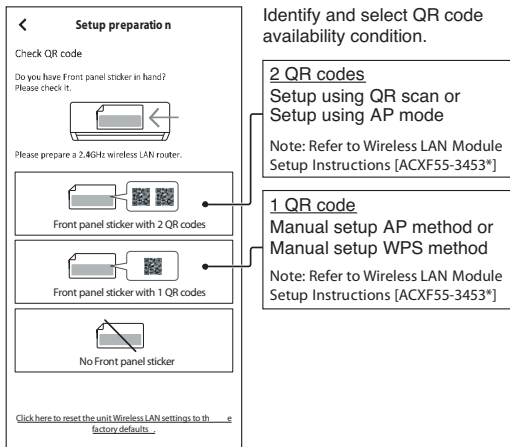 Setup preparatio n
Check QR code
Do you have Front panel sticker in hand?
Please check it.
Please prepare a 2.4GHz wireless LAN router.
Front panel sticker with 2 QR codes
Front panel sticker with 1 QR codes
No Front panel sticker
Click here to reset the unit Wireless LAN settings to th e
factory defaults .
Identify and select QR code
availability condition.
2 QR codes
Setup using QR scan or
Setup using AP mode
Note: Refer to Wireless LAN Module
Setup Instructions [ACXF55-3453*]
1 QR code
Manual setup AP method or
Manual setup WPS method
Note: Refer to Wireless LAN Module
Setup Instructions [ACXF55-3453*]